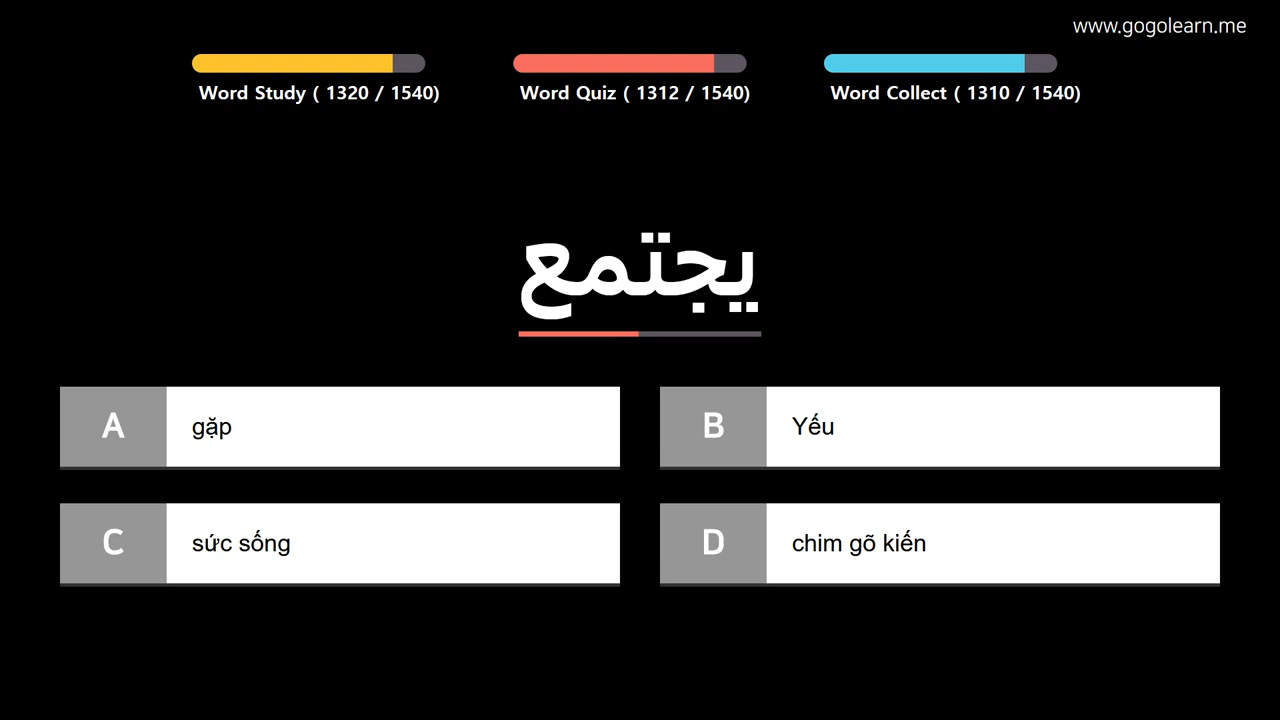 www.gogolearn.me
Word Study ( 1320 / 1540)
Word Quiz ( 1312 / 1540)
Word Collect ( 1310 / 1540)
يجتمع
A gặp
B Yếu
C sức sống
D chim gõ kiến